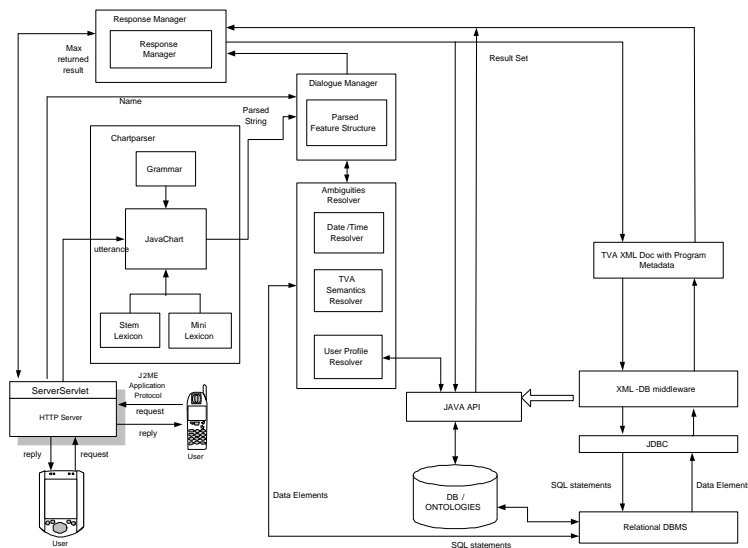 Response Manager
Response
Manager
Max
returned
result
Result Set
Name
Dialogue Manager
Parsed
Feature Structure
Parsed
String
Chartparser
Grammar
JavaChart
utterance
Stem
Lexicon
Mini
Lexicon
Ambiguities
Resolver
Date /Time
Resolver
TVA
Semantics
Resolver
User Profile
Resolver
TVA XML Doc with Program
Metadata
XML -DB middleware
JAVA API
JDBC
ServerServlet
HTTP Server
J2ME
Application
Protocol
request
reply
User
reply
request
User
DB /
ONTOLOGIES
Data Elements
SQL statements
SQL statements
Data Elements
Relational DBMS